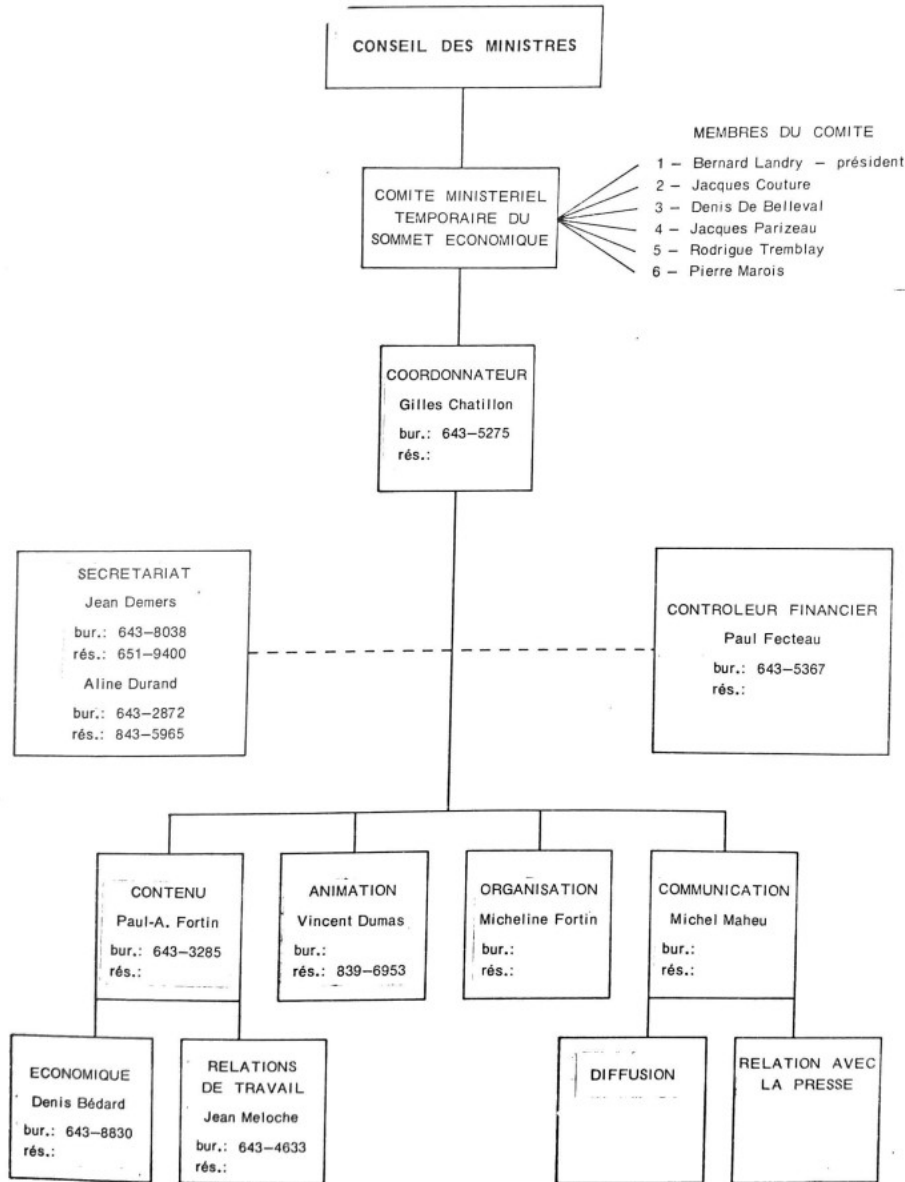 CONSEIL DES MINISTRES
MEMBRES DU COMITE
1 – Bernard Landry – président
2 – Jacques Couture
3 – Denis De Belleval
4 – Jacques Parizeau
5 – Rodrigue Tremblay
6 – Pierre Marois
COMITE MINISTERIEL
TEMPORAIRE DU
SOMMET ECONOMIQUE
COORDONNATEUR
Gilles Chatillon
bur.: 643–5275
rés.:
SECRETARIAT
Jean Demers
bur.: 643–8038
rés.: 651–9400
Aline Durand
bur.: 643–2872
rés.: 843–5965
CONTROLEUR FINANCIER
Paul Fecteau
bur.: 643–5367
rés.:
CONTENU
Paul-A. Fortin
bur.: 643–3285
rés.:
ANIMATION
Vincent Dumas
bur.:
rés.: 839–6953
ORGANISATION
Micheline Fortin
bur.:
rés.:
COMMUNICATION
Michel Maheu
bur.:
rés.:
ECONOMIQUE
Denis Bédard
bur.: 643–8830
rés.:
RELATIONS
DE TRAVAIL
Jean Meloche
bur.: 643–4633
rés.:
DIFFUSION
RELATION AVEC
LA PRESSE